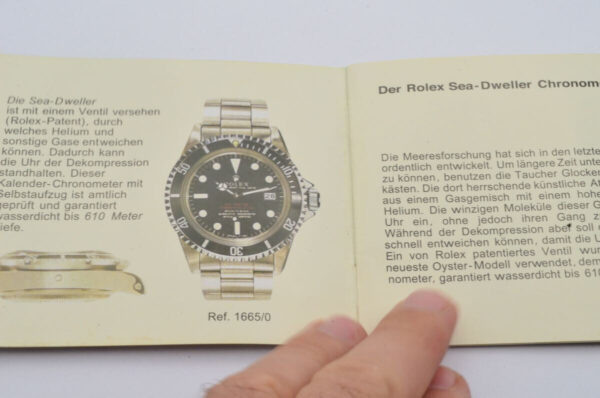 Die Sea-Dweller
ist mit einem Ventil versehen
(Rolex-Patent), durch
welches Helium und
sonstige Gase entweichen
können. Dadurch kann
die Uhr der Dekompression
standhalten. Dieser
Kalender-Chronometer mit
Selbstaufzug ist amtlich
geprüft und garantiert
wasserdicht bis 610 Meter
Tiefe.
ROLEX
Ref. 1665/0
Der Rolex Sea-Dweller Chronom
Die Meeresforschung hat sich in den letzte
ordentlich entwickelt. Um längere Zeit unte
zu können, benutzen die Taucher Glocke
kästen. Die dort herrschende künstliche At
aus einem Gasgemisch mit einem hohe
Helium. Die winzigen Moleküle dieser G
Uhr ein, ohne jedoch ihren Gang z
Während der Dekompression aber soll
schnell entweichen können, damit die U
Ein von Rolex patentiertes Ventil wur
neueste Oyster-Modell verwendet, dem
nometer, garantiert wasserdicht bis 610